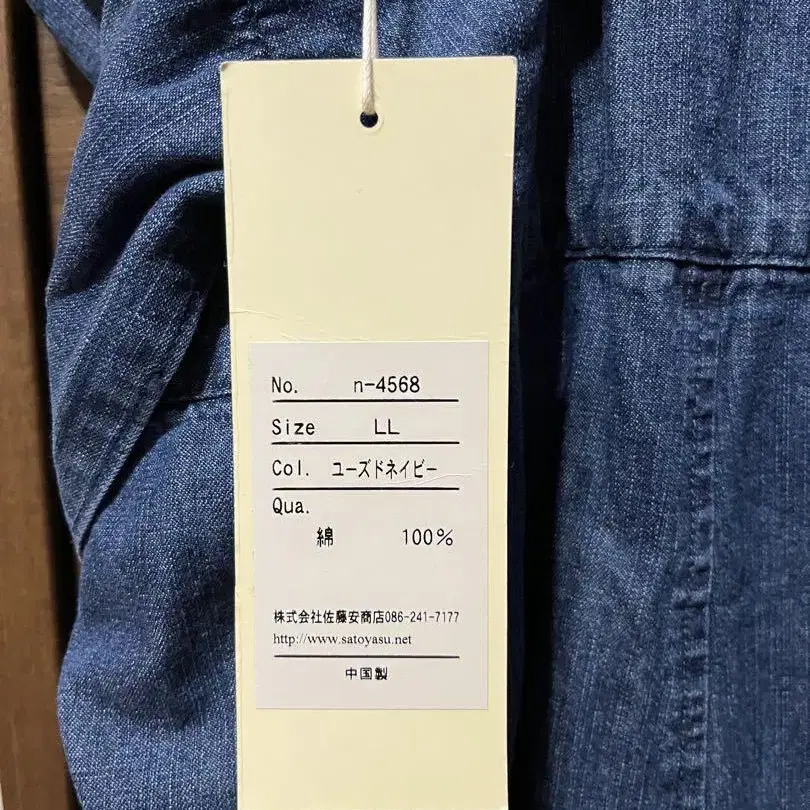 No. n-4568
Size LL
Col. ユーズドネイビー
Qua.
綿 100%
株式会社佐藤安商店086-241-7177
http://www.satoyasu.net
中国製